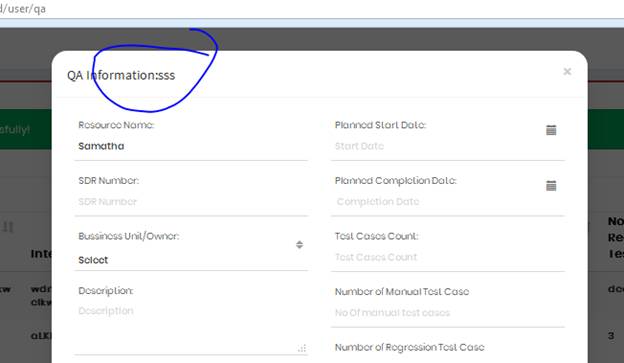 d/user/qa
QA Information:sss
×
sfully!
Resource Name:
Samatha
Planned Start Date:
Start Date
SDR Number:
SDR Number
Planned Completion Date:
Completion Date
Bussiness Unit/Owner:
Select
Test Cases Count:
Test Cases Count
Description:
Description
Number of Manual Test Case
No Of manual test cases
Number of Regression Test Case
Inte
kw
wdn
clkw
aLKI
No
Re
Tes
dec
3